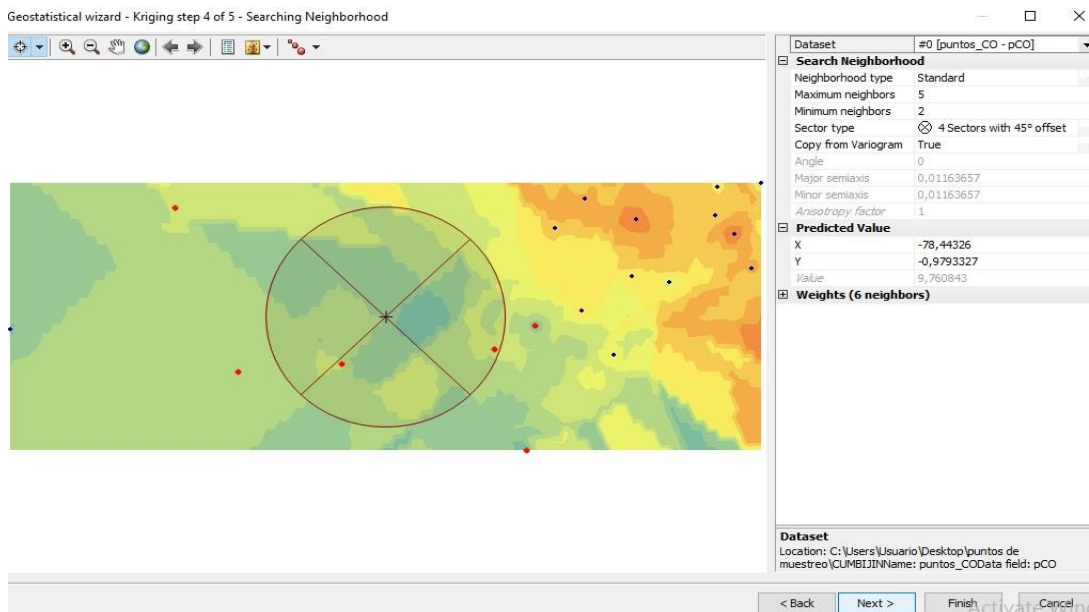 Geostatistical wizard - Kriging step 4 of 5 - Searching Neighborhood
Dataset #0 [puntos_CO - pCO]
Search Neighborhood
Neighborhood type Standard
Maximum neighbors 5
Minimum neighbors 2
Sector type 4 Sectors with 45° offset
Copy from Variogram True
Angle 0
Major semiaxis 0,01163657
Minor semiaxis 0,01163657
Anisotropy factor 1
Predicted Value
X -78,44326
Y -0,9793327
Value 9,760843
Weights (6 neighbors)
Dataset
Location: C:\Users\Usuario\Desktop\puntos de
muestreo\CUMBIJINName: puntos_COData field: pCO
< Back Next > Finish Cancel
Activate Win